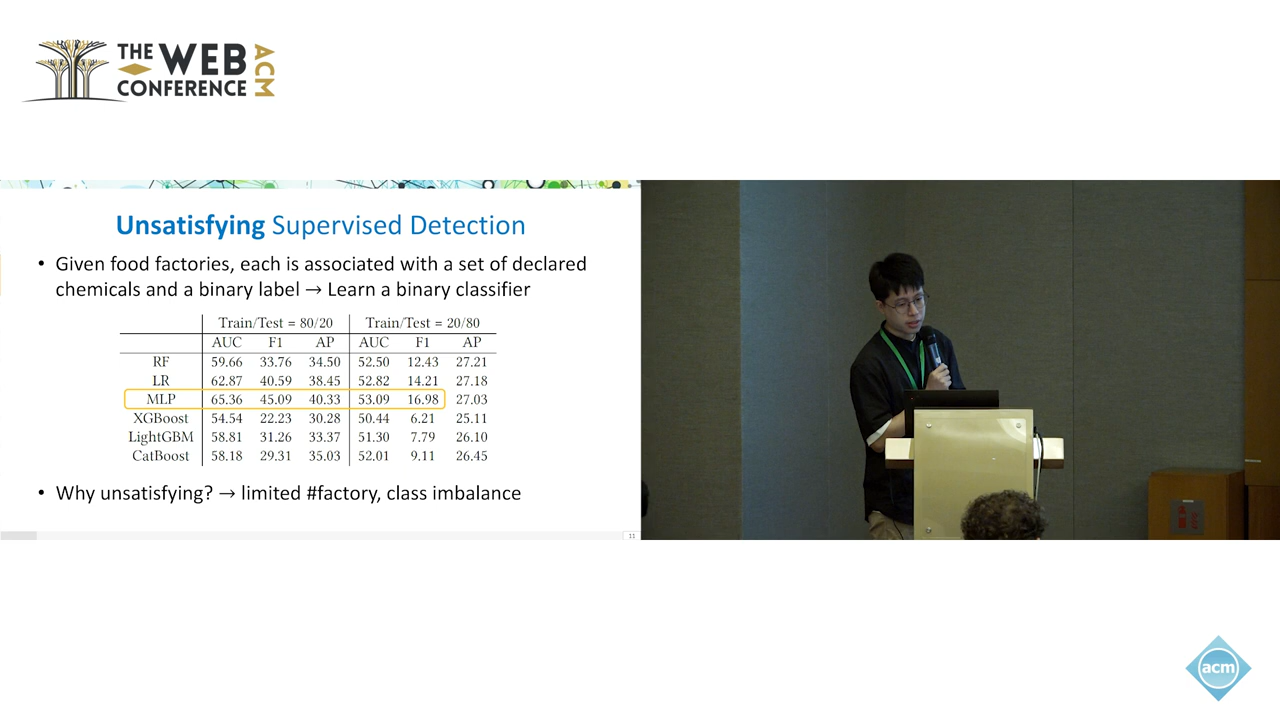 THE WEB
CONFERENCE
ACM
Unsatisfying Supervised Detection
• Given food factories, each is associated with a set of declared
chemicals and a binary label → Learn a binary classifier
Train/Test = 80/20 Train/Test = 20/80
AUC F1 AP AUC F1 AP
RF 59.66 33.76 34.50 52.50 12.43 27.21
LR 62.87 40.59 38.45 52.82 14.21 27.18
MLP 65.36 45.09 40.33 53.09 16.98 27.03
XGBoost 54.54 22.23 30.28 50.44 6.21 25.11
LightGBM 58.81 31.26 33.37 51.30 7.79 26.10
CatBoost 58.18 29.31 35.03 52.01 9.11 26.45
• Why unsatisfying? → limited #factory, class imbalance
11
acm